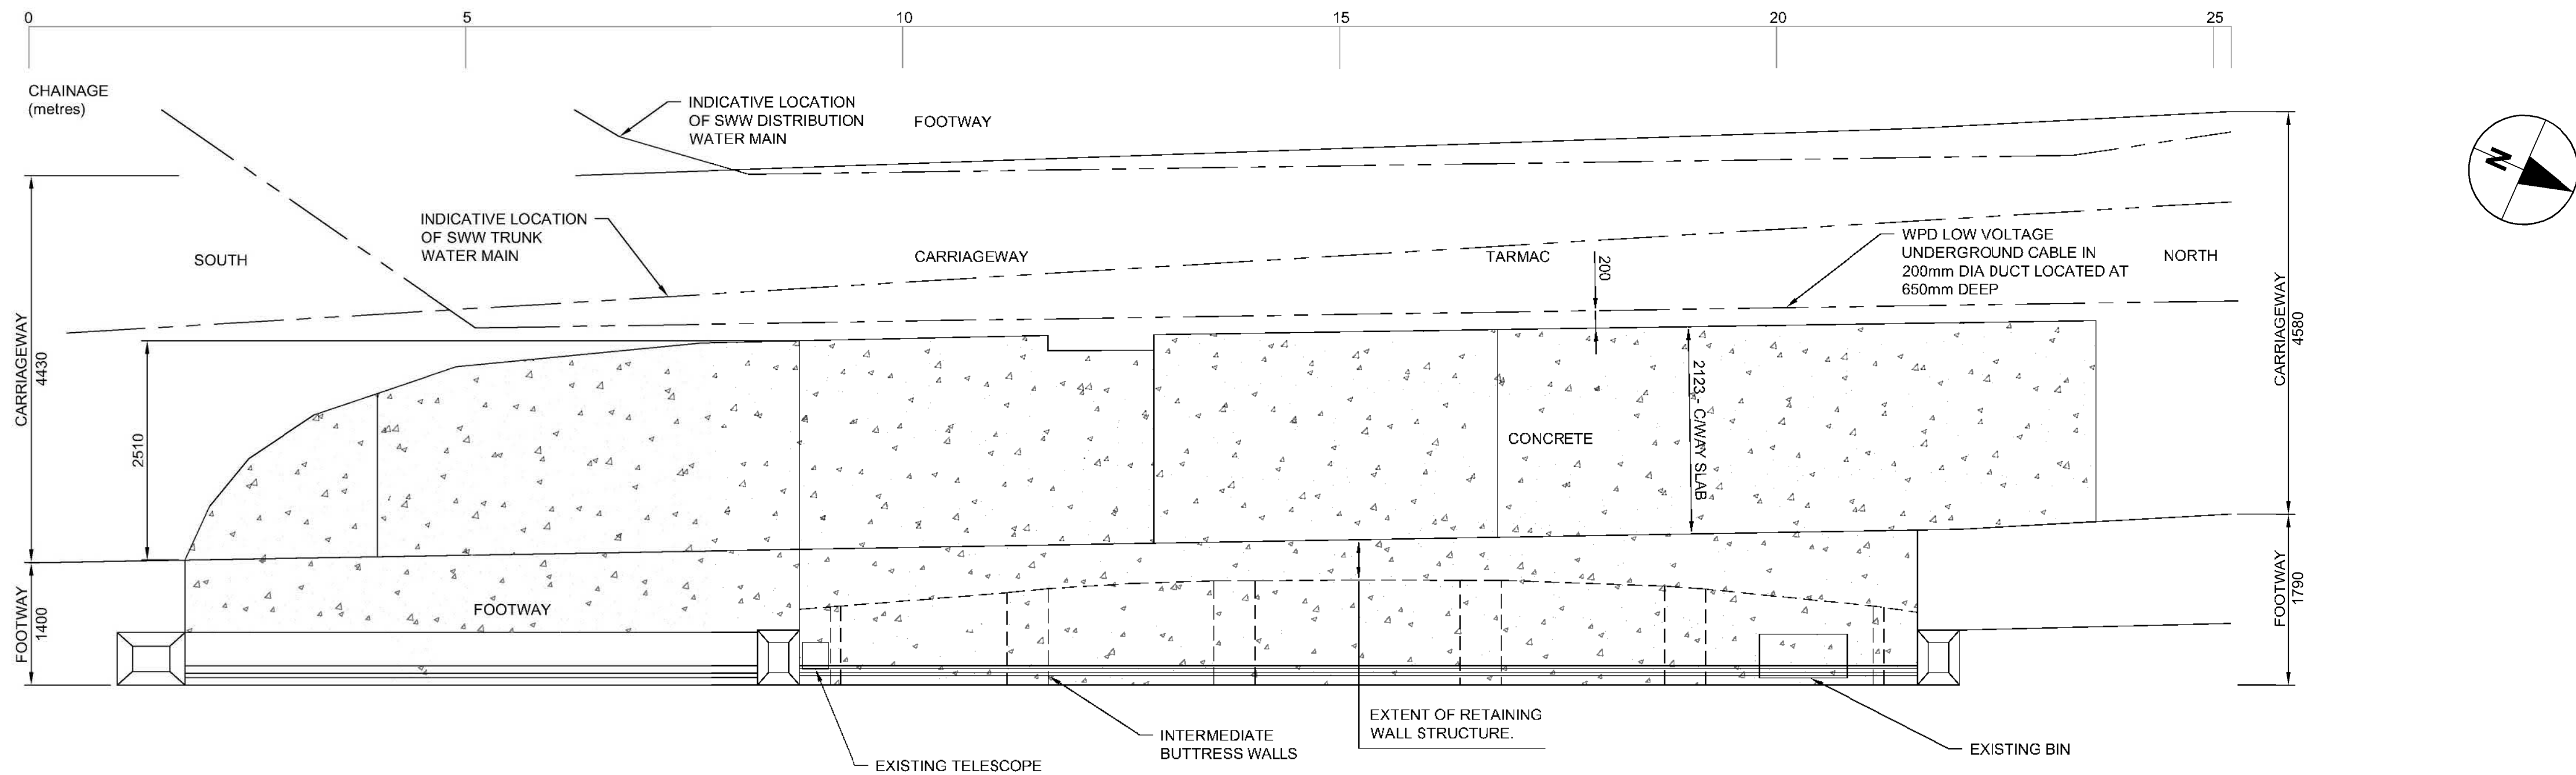 0
5
10
15
20
25
CHAINAGE
(metres)
INDICATIVE LOCATION
OF SWW DISTRIBUTION
WATER MAIN
FOOTWAY
N
INDICATIVE LOCATION
OF SWW TRUNK
WATER MAIN
SOUTH
CARRIAGEWAY
TARMAC
200
WPD LOW VOLTAGE
UNDERGROUND CABLE IN
200mm DIA DUCT LOCATED AT
650mm DEEP
NORTH
CARRIAGEWAY
4430
2510
CONCRETE
2123 - C/WAY SLAB
CARRIAGEWAY
4580
FOOTWAY
1400
FOOTWAY
FOOTWAY
1790
EXTENT OF RETAINING
WALL STRUCTURE.
INTERMEDIATE
BUTTRESS WALLS
EXISTING TELESCOPE
EXISTING BIN